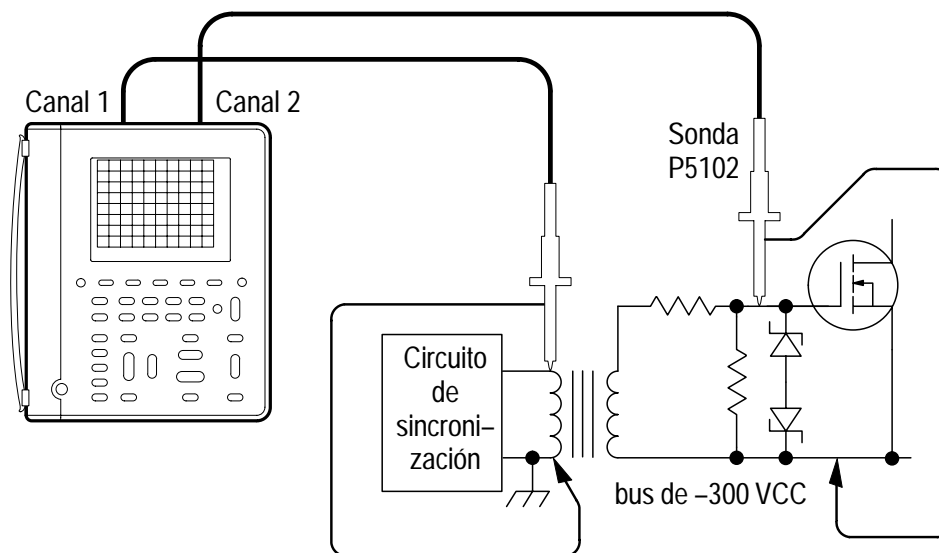 Canal 1
Canal 2
Sonda
P5102
Circuito
de
sincroni–
zación
bus de –300 VCC